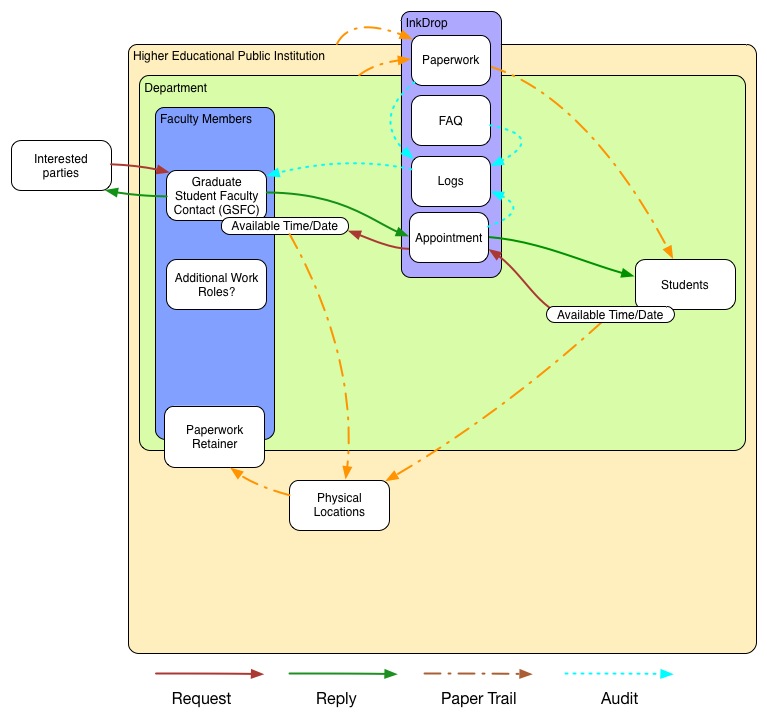 InkDrop
Higher Educational Public Institution
Paperwork
Department
Faculty Members
FAQ
Interested
parties
Graduate
Student Faculty
Contact (GSFC)
Logs
Available Time/Date
Appointment
Additional Work
Roles?
Students
Available Time/Date
Paperwork
Retainer
Physical
Locations
Request
Reply
Paper Trail
Audit